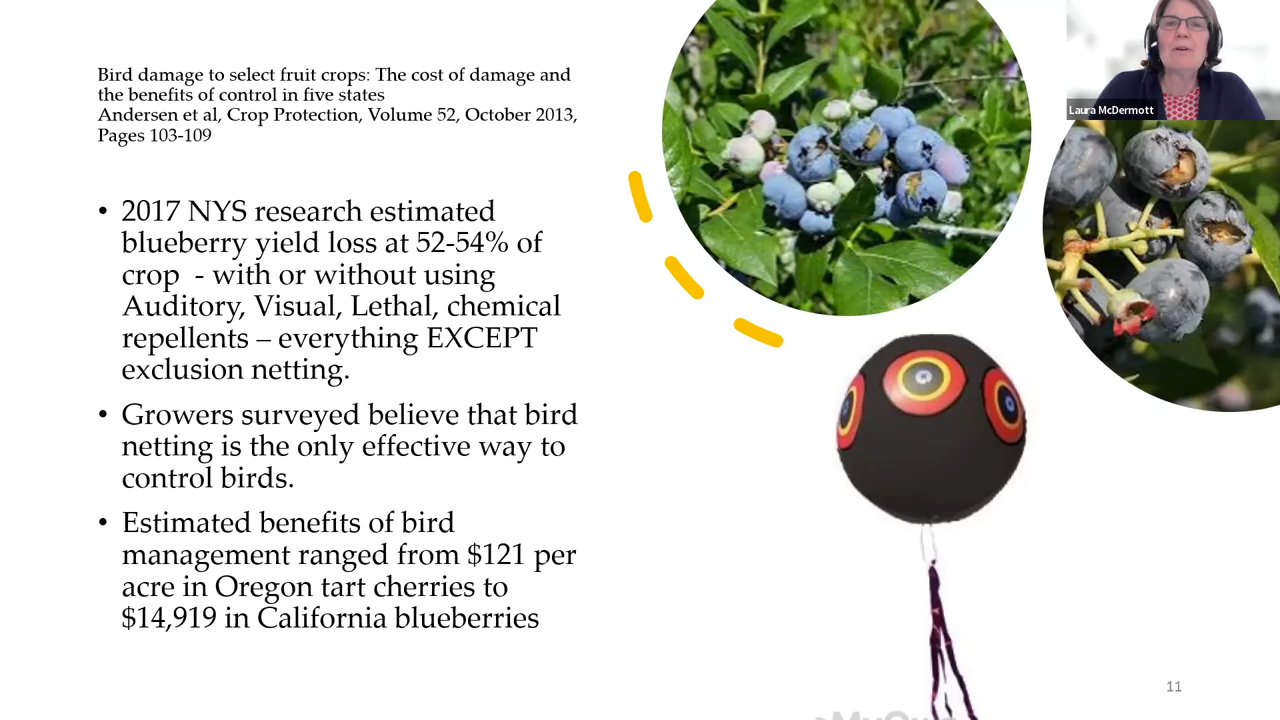 Bird damage to select fruit crops: The cost of damage and
the benefits of control in five states
Andersen et al, Crop Protection, Volume 52, October 2013,
Pages 103-109
• 2017 NYS research estimated
blueberry yield loss at 52-54% of
crop - with or without using
Auditory, Visual, Lethal, chemical
repellents – everything EXCEPT
exclusion netting.
• Growers surveyed believe that bird
netting is the only effective way to
control birds.
• Estimated benefits of bird
management ranged from $121 per
acre in Oregon tart cherries to
$14,919 in California blueberries
Laura McDermott
11